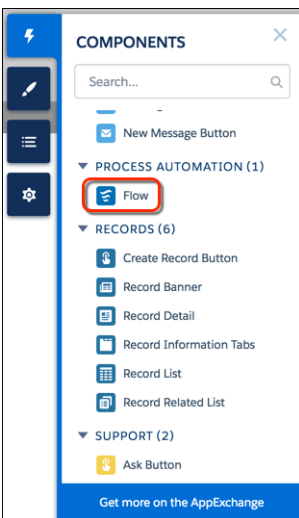 COMPONENTS
Search...
New Message Button
PROCESS AUTOMATION (1)
Flow
RECORDS (6)
Create Record Button
Record Banner
Record Detail
Record Information Tabs
Record List
Record Related List
SUPPORT (2)
Ask Button
Get more on the AppExchange